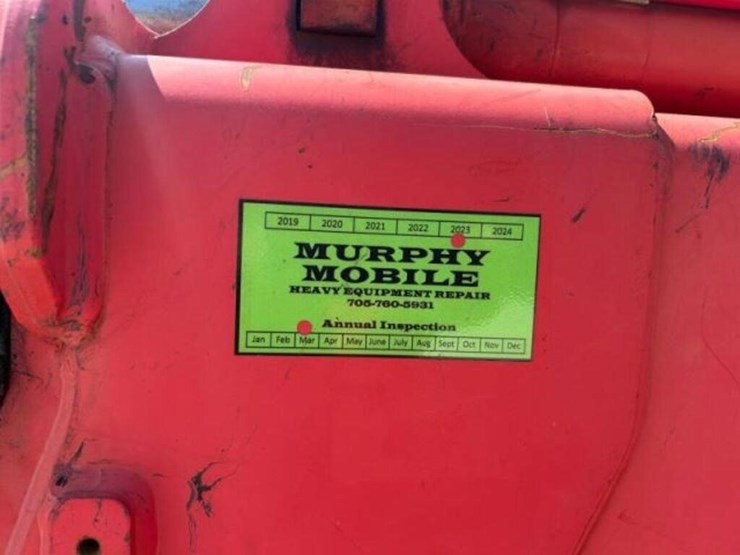 2019 2020 2021 2022 2023 2024
MURPHY
MOBILE
HEAVY EQUIPMENT REPAIR
705-760-5931
Annual Inspection
Jan Feb Mar Apr May June July Aug Sept Oct Nov Dec